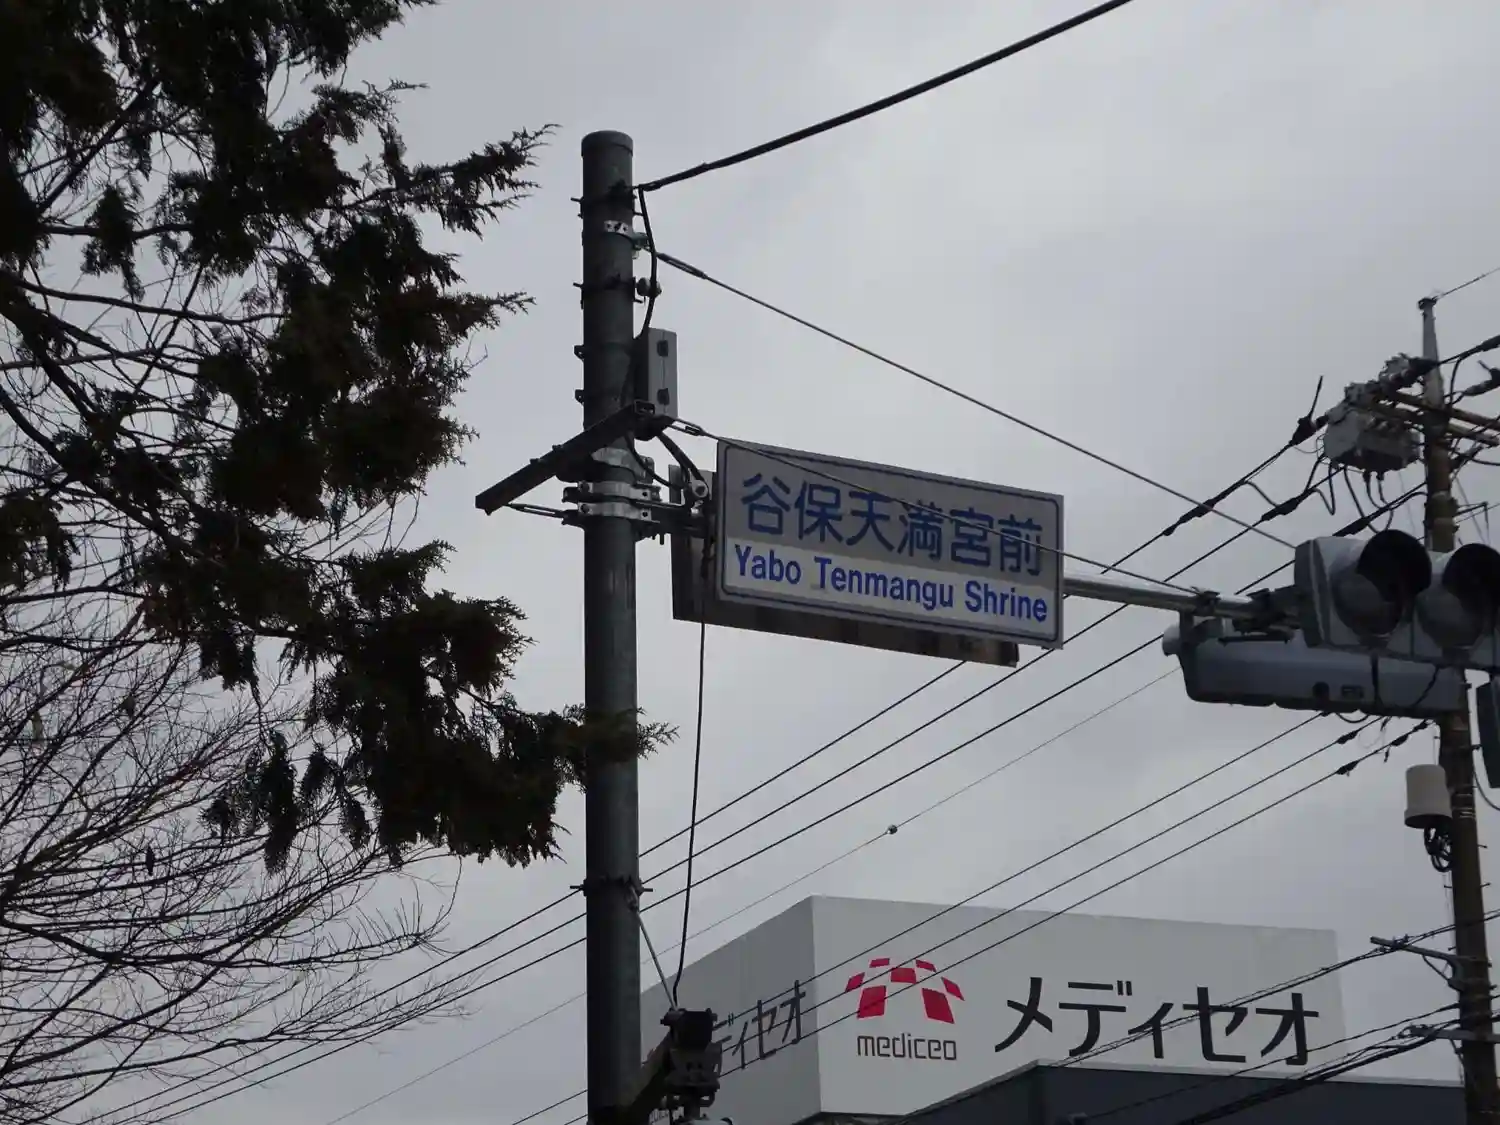 谷保天満宮前
Yabo Tenmangu Shrine
ディセオ
mediceo
メディセオ